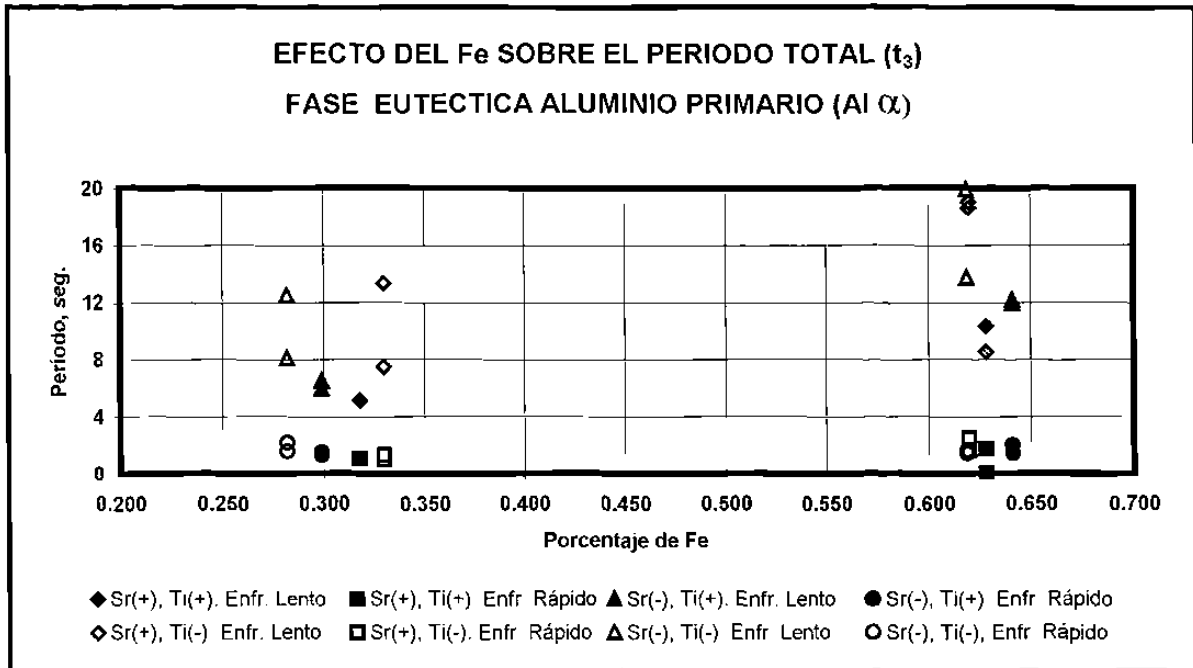 EFECTO DEL Fe SOBRE EL PERIODO TOTAL (t₃)
FASE EUTECTICA ALUMINIO PRIMARIO (Al α)
Período, seg.
20
16
12
8
4
0
0.200 0.250 0.300 0.350 0.400 0.450 0.500 0.550 0.600 0.650 0.700
Porcentaje de Fe
Sr(+), Ti(+). Enfr. Lento Sr(+), Ti(+) Enfr Rápido Sr(-), Ti(+). Enfr. Lento Sr(-), Ti(+) Enfr Rápido
Sr(+), Ti(-) Enfr. Lento Sr(+), Ti(-). Enfr Rápido Sr(-), Ti(-) Enfr Lento Sr(-), Ti(-), Enfr Rápido